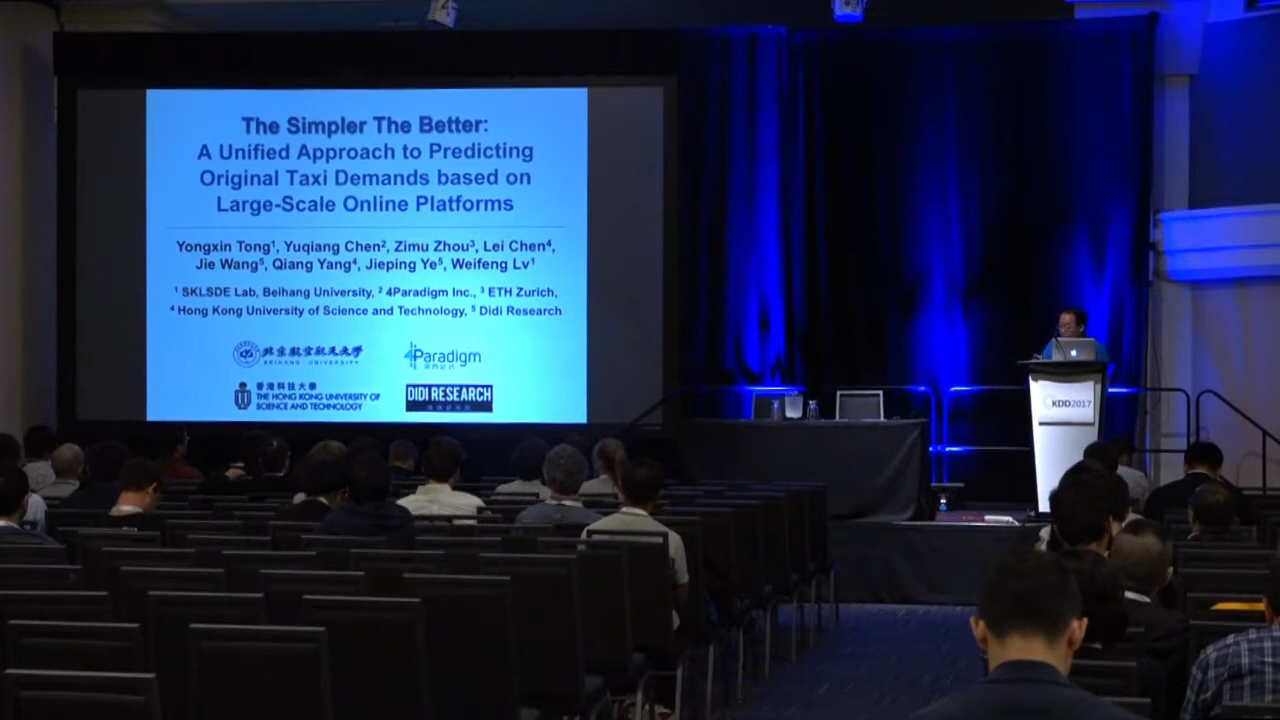 The Simpler The Better:
A Unified Approach to Predicting
Original Taxi Demands based on
Large-Scale Online Platforms
Yongxin Tong¹, Yuqiang Chen², Zimu Zhou³, Lei Chen⁴,
Jie Wang⁵, Qiang Yang⁴, Jieping Ye⁵, Weifeng Lv¹
¹ SKLSDE Lab, Beihang University, ² 4Paradigm Inc., ³ ETH Zurich,
⁴ Hong Kong University of Science and Technology, ⁵ Didi Research
北京航空航天大学
BEIHANG UNIVERSITY
4Paradigm
香港科技大學
THE HONG KONG UNIVERSITY OF
SCIENCE AND TECHNOLOGY
DIDI RESEARCH
KDD2017